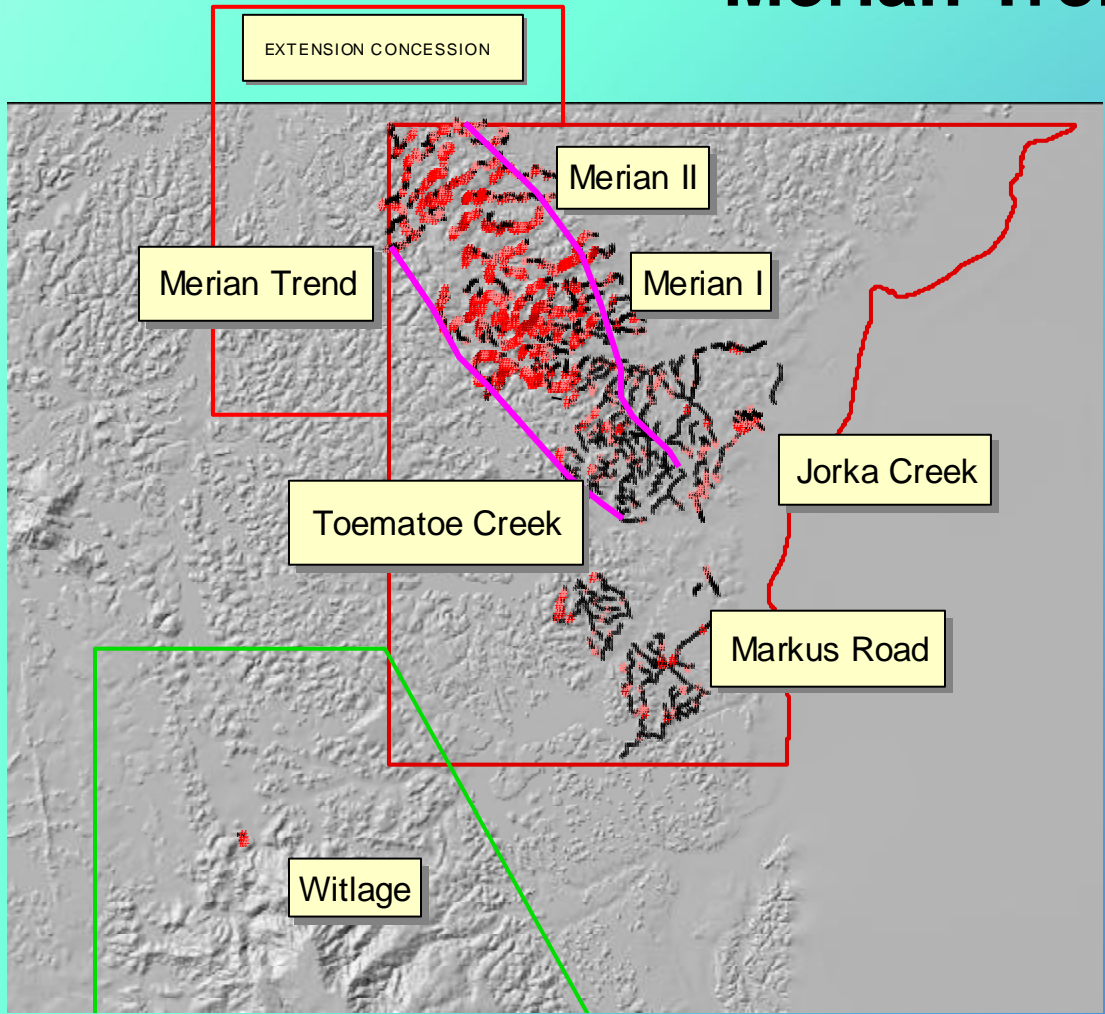 EXTENSION CONCESSION
Merian II
Merian Trend
Merian I
Jorka Creek
Toematoe Creek
Markus Road
Witlage